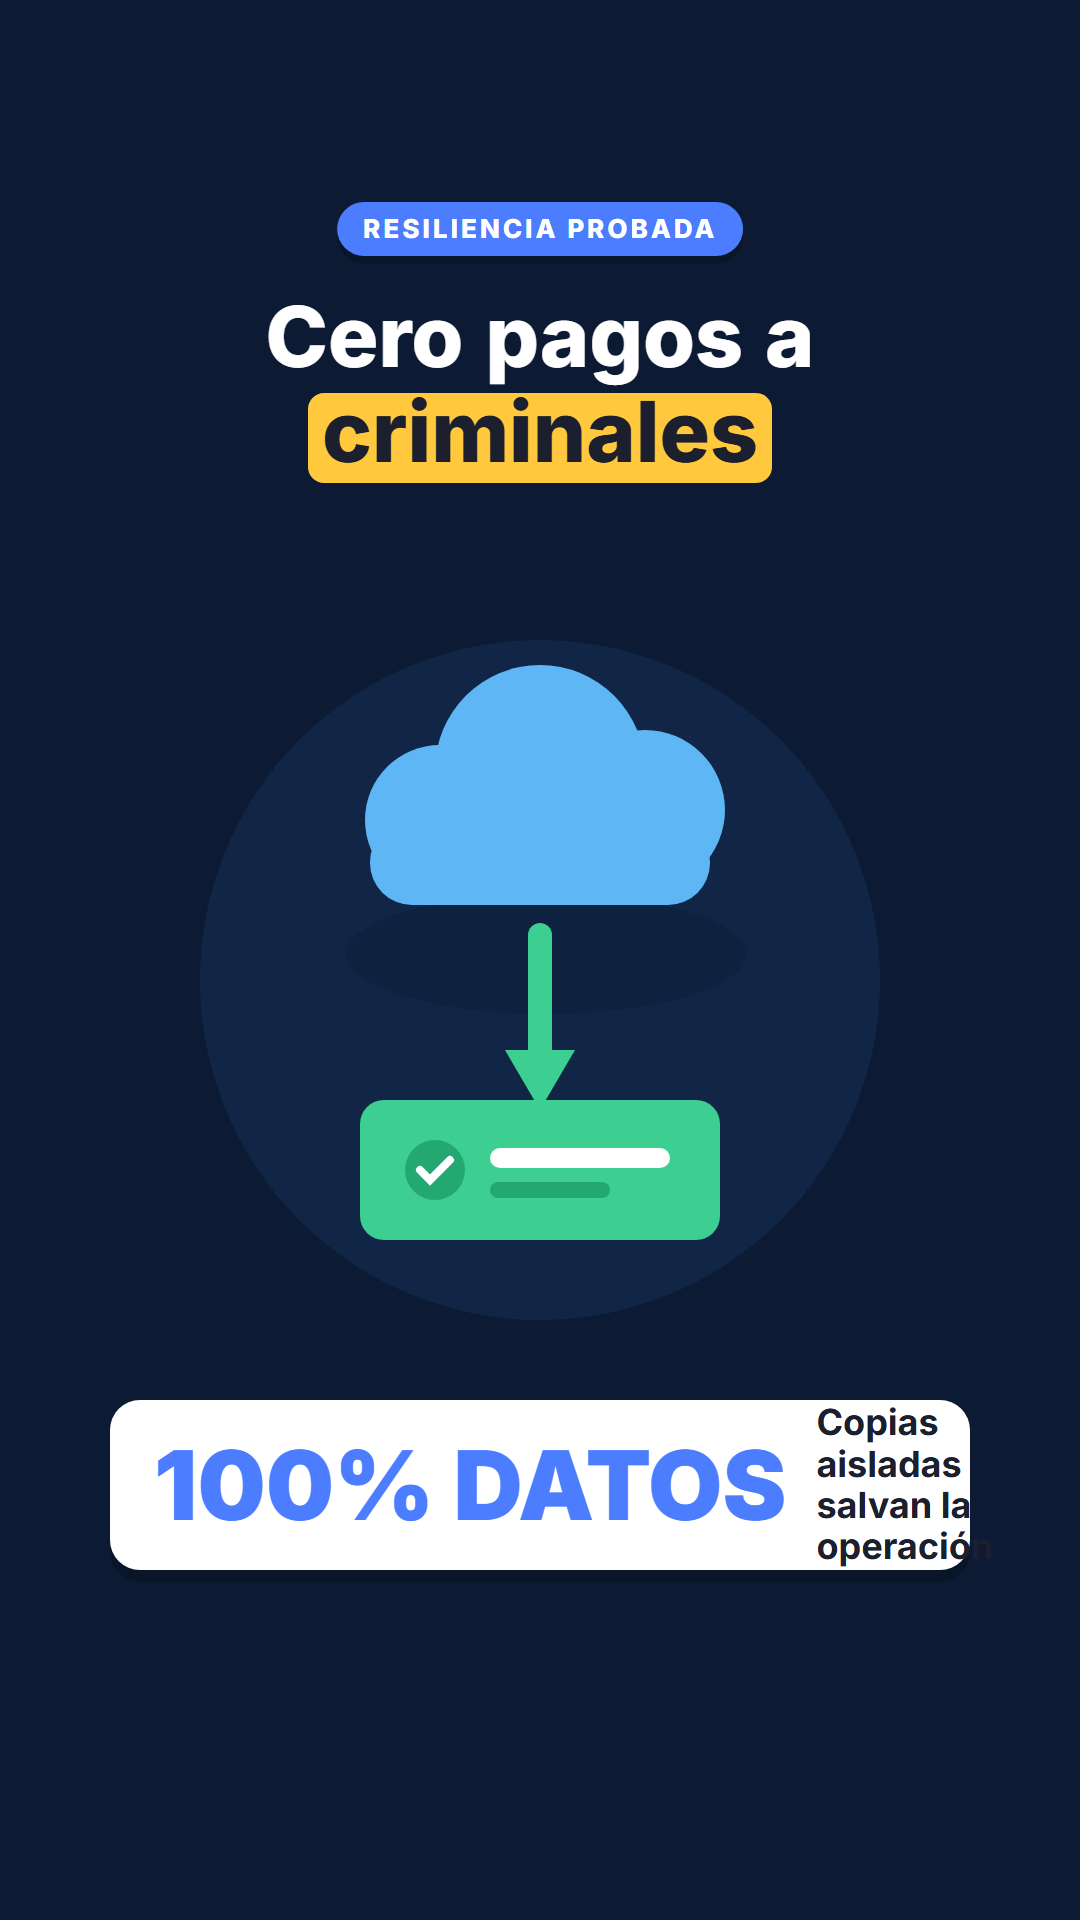 RESILIENCIA PROBADA
Cero pagos a
criminales
100% DATOS
Copias
aisladas
salvan la
operación